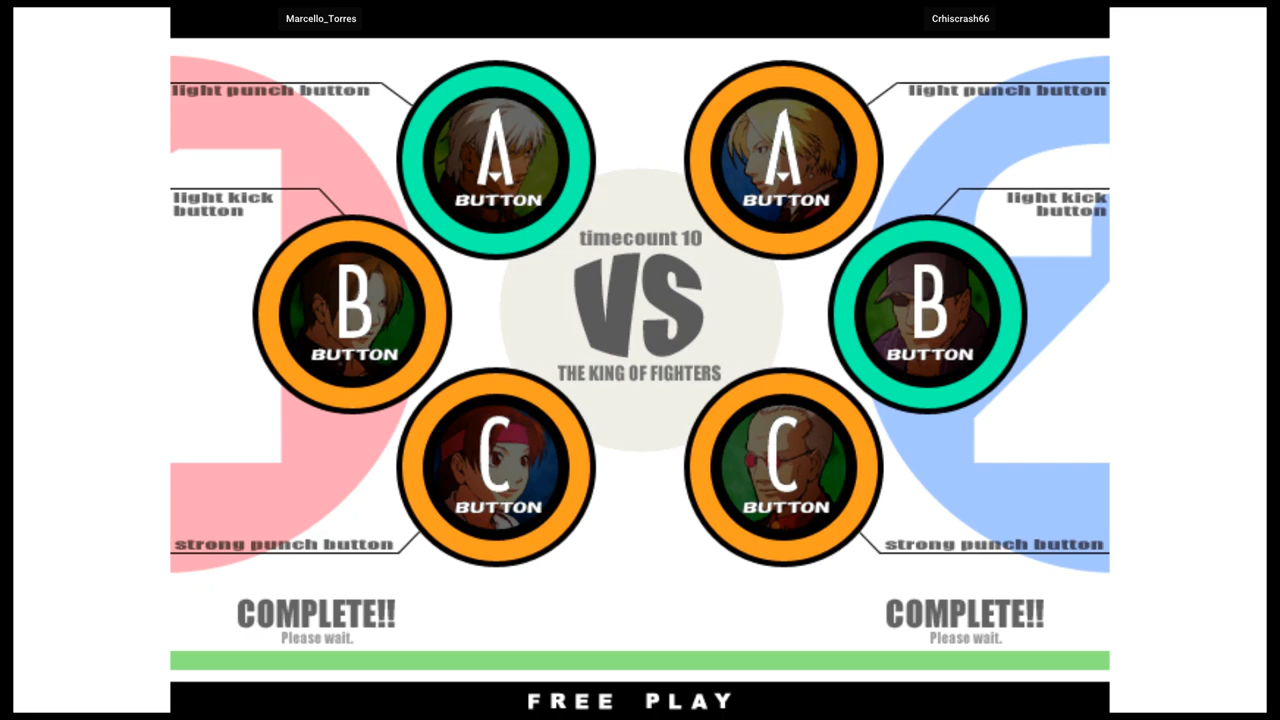 Marcello_Torres
Crhiscrash66
light punch button
light punch button
A
BUTTON
A
BUTTON
light kick
button
light kick
button
B
BUTTON
timecount 10
VS
THE KING OF FIGHTERS
B
BUTTON
C
BUTTON
C
BUTTON
strong punch button
strong punch button
COMPLETE!!
Please wait.
COMPLETE!!
Please wait.
FREE PLAY